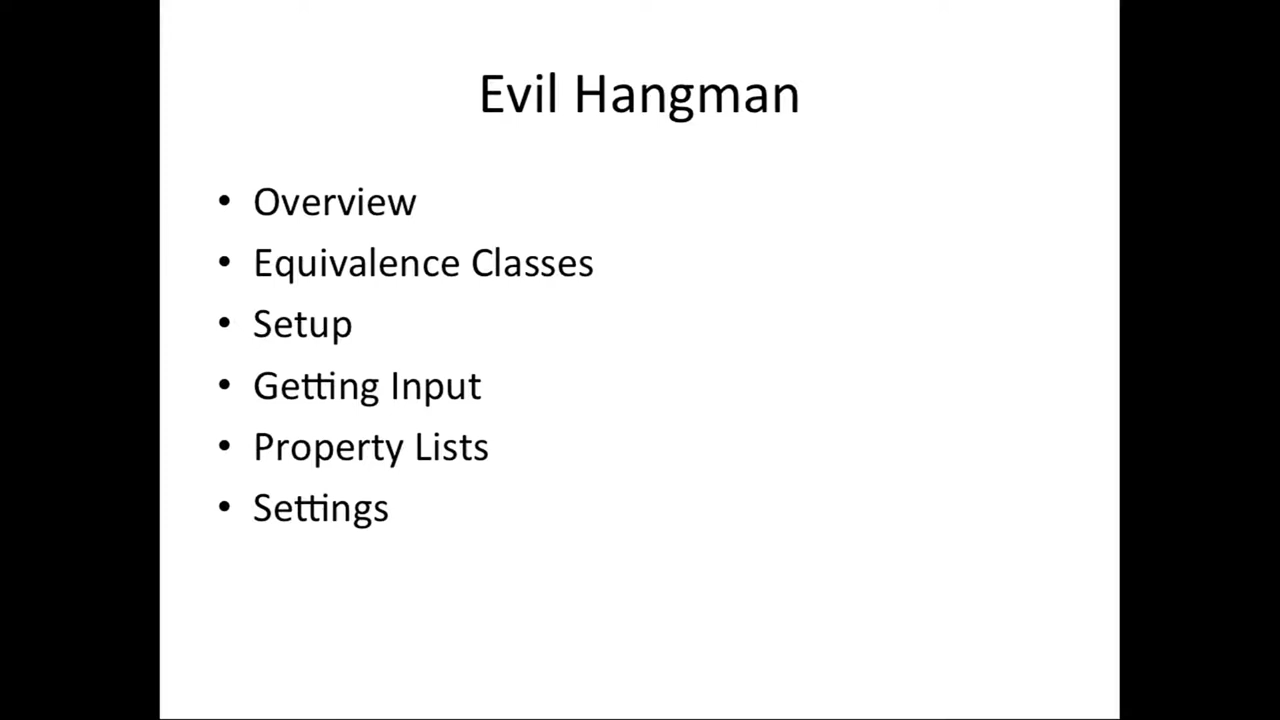 Evil Hangman
• Overview
• Equivalence Classes
• Setup
• Getting Input
• Property Lists
• Settings